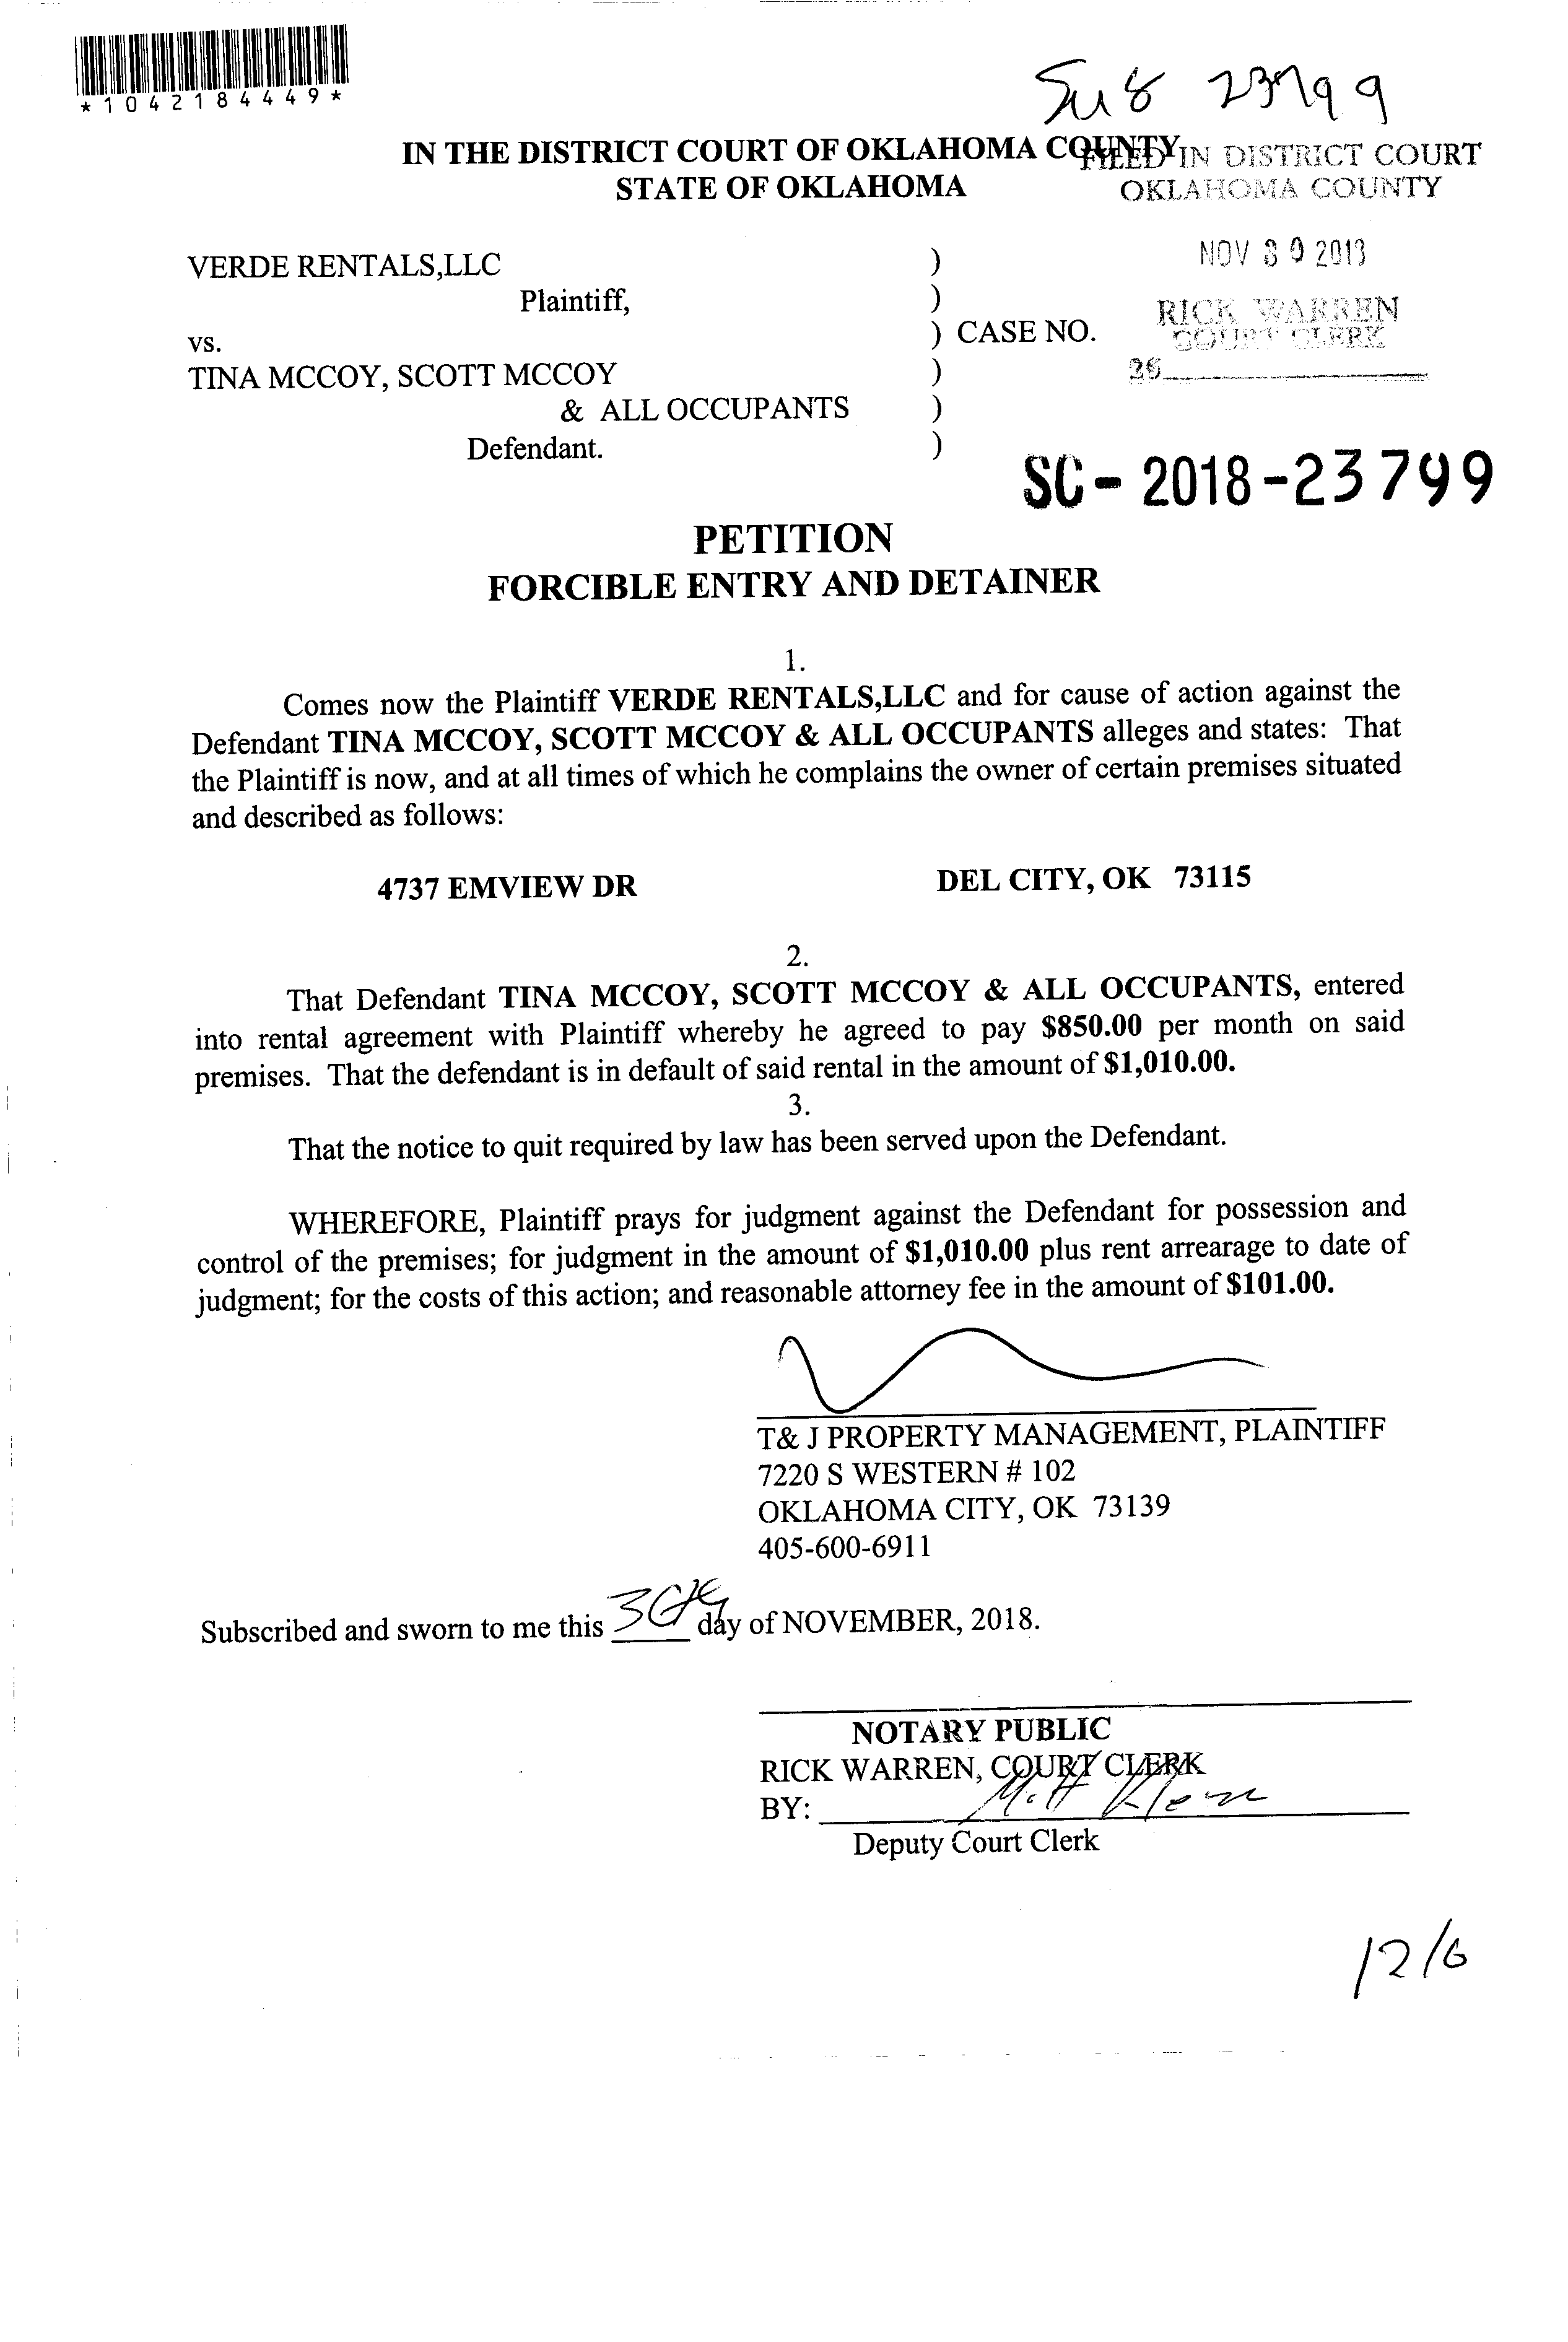 *1042184449*
23799
IN THE DISTRICT COURT OF OKLAHOMA COUNTY
FILED IN DISTRICT COURT
STATE OF OKLAHOMA
OKLAHOMA COUNTY
VERDE RENTALS,LLC )
NOV 30 2018
Plaintiff, )
RICK WARREN
COURT CLERK
vs. ) CASE NO.
TINA MCCOY, SCOTT MCCOY )
& ALL OCCUPANTS )
Defendant. )
SC-2018-23799
PETITION
FORCIBLE ENTRY AND DETAINER
1.
Comes now the Plaintiff VERDE RENTALS,LLC and for cause of action against the
Defendant TINA MCCOY, SCOTT MCCOY & ALL OCCUPANTS alleges and states: That
the Plaintiff is now, and at all times of which he complains the owner of certain premises situated
and described as follows:
4737 EMVIEW DR DEL CITY, OK 73115
2.
That Defendant TINA MCCOY, SCOTT MCCOY & ALL OCCUPANTS, entered
into rental agreement with Plaintiff whereby he agreed to pay $850.00 per month on said
premises. That the defendant is in default of said rental in the amount of $1,010.00.
3.
That the notice to quit required by law has been served upon the Defendant.
WHEREFORE, Plaintiff prays for judgment against the Defendant for possession and
control of the premises; for judgment in the amount of $1,010.00 plus rent arrearage to date of
judgment; for the costs of this action; and reasonable attorney fee in the amount of $101.00.
T& J PROPERTY MANAGEMENT, PLAINTIFF
7220 S WESTERN # 102
OKLAHOMA CITY, OK 73139
405-600-6911
Subscribed and sworn to me this 30th day of NOVEMBER, 2018.
NOTARY PUBLIC
RICK WARREN, COURT CLERK
BY:
Deputy Court Clerk
12/6